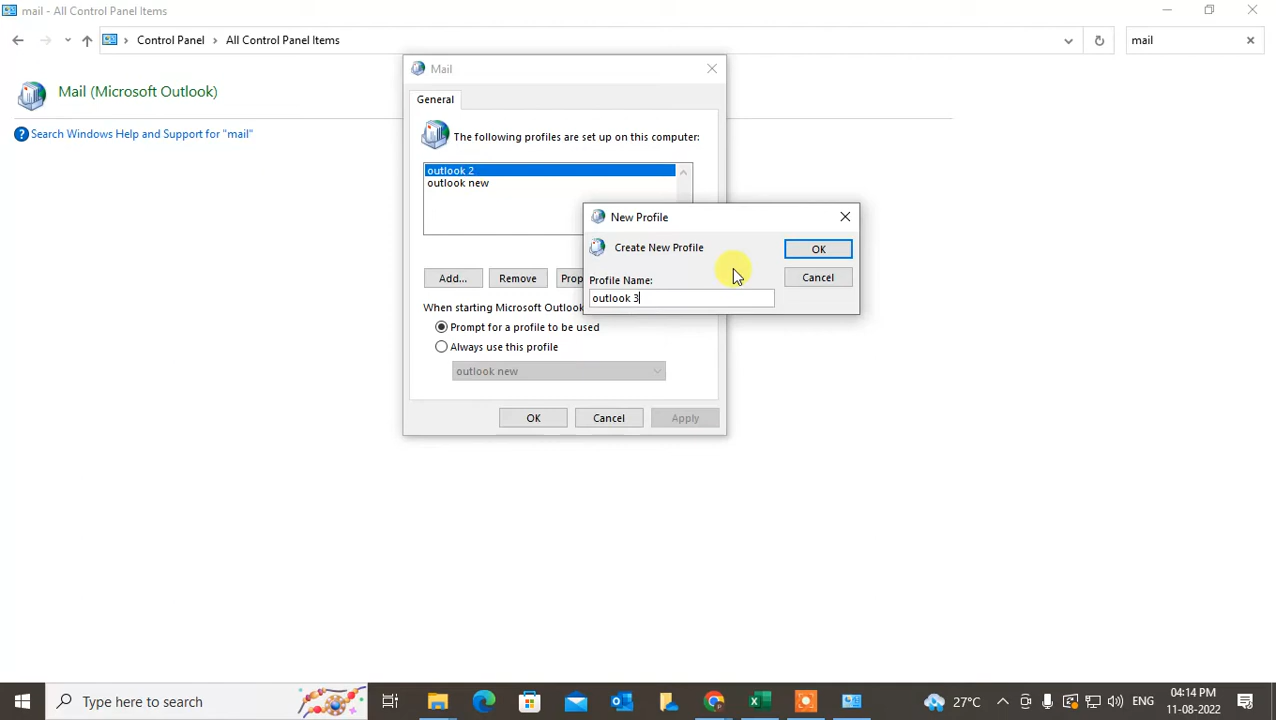 mail - All Control Panel Items
Control Panel
All Control Panel Items
mail
Mail (Microsoft Outlook)
Search Windows Help and Support for "mail"
Mail
General
The following profiles are set up on this computer:
outlook 2
outlook new
New Profile
Create New Profile
OK
Profile Name:
Cancel
outlook 3
Add...
Remove
Prop
When starting Microsoft Outlook
Prompt for a profile to be used
Always use this profile
outlook new
OK
Cancel
Apply
Type here to search
27°C
ENG
04:14 PM
11-08-2022